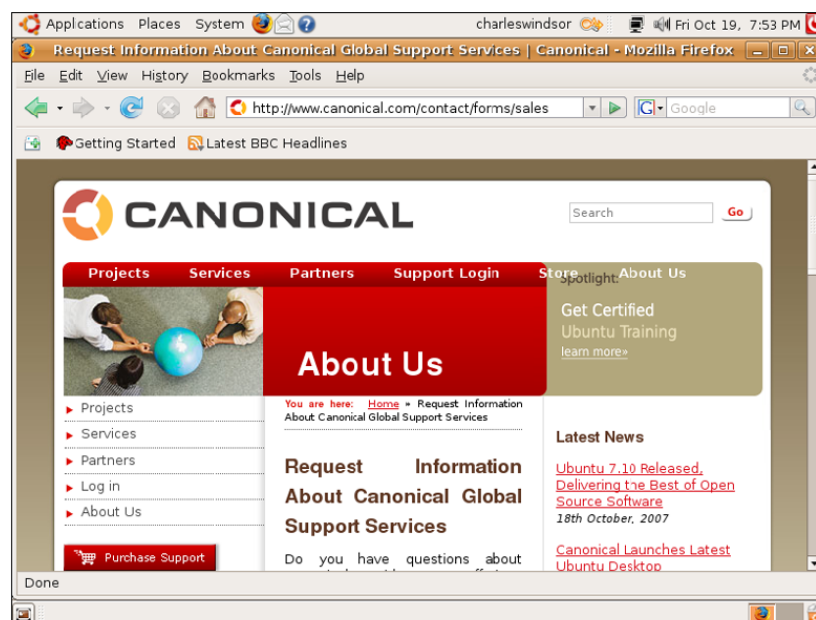 Applications Places System charleswindsor Fri Oct 19, 7:53 PM
Request Information About Canonical Global Support Services | Canonical - Mozilla Firefox
File Edit View History Bookmarks Tools Help
http://www.canonical.com/contact/forms/sales G Google
Getting Started Latest BBC Headlines
CANONICAL
Search Go
Projects Services Partners Support Login Store About Us
Spotlight:
Get Certified
Ubuntu Training
learn more»
About Us
Projects
Services
Partners
Log in
About Us
Purchase Support
You are here: Home » Request Information
About Canonical Global Support Services
Request Information
About Canonical Global
Support Services
Do you have questions about
Latest News
Ubuntu 7.10 Released,
Delivering the Best of Open
Source Software
18th October, 2007
Canonical Launches Latest
Ubuntu Desktop
Done